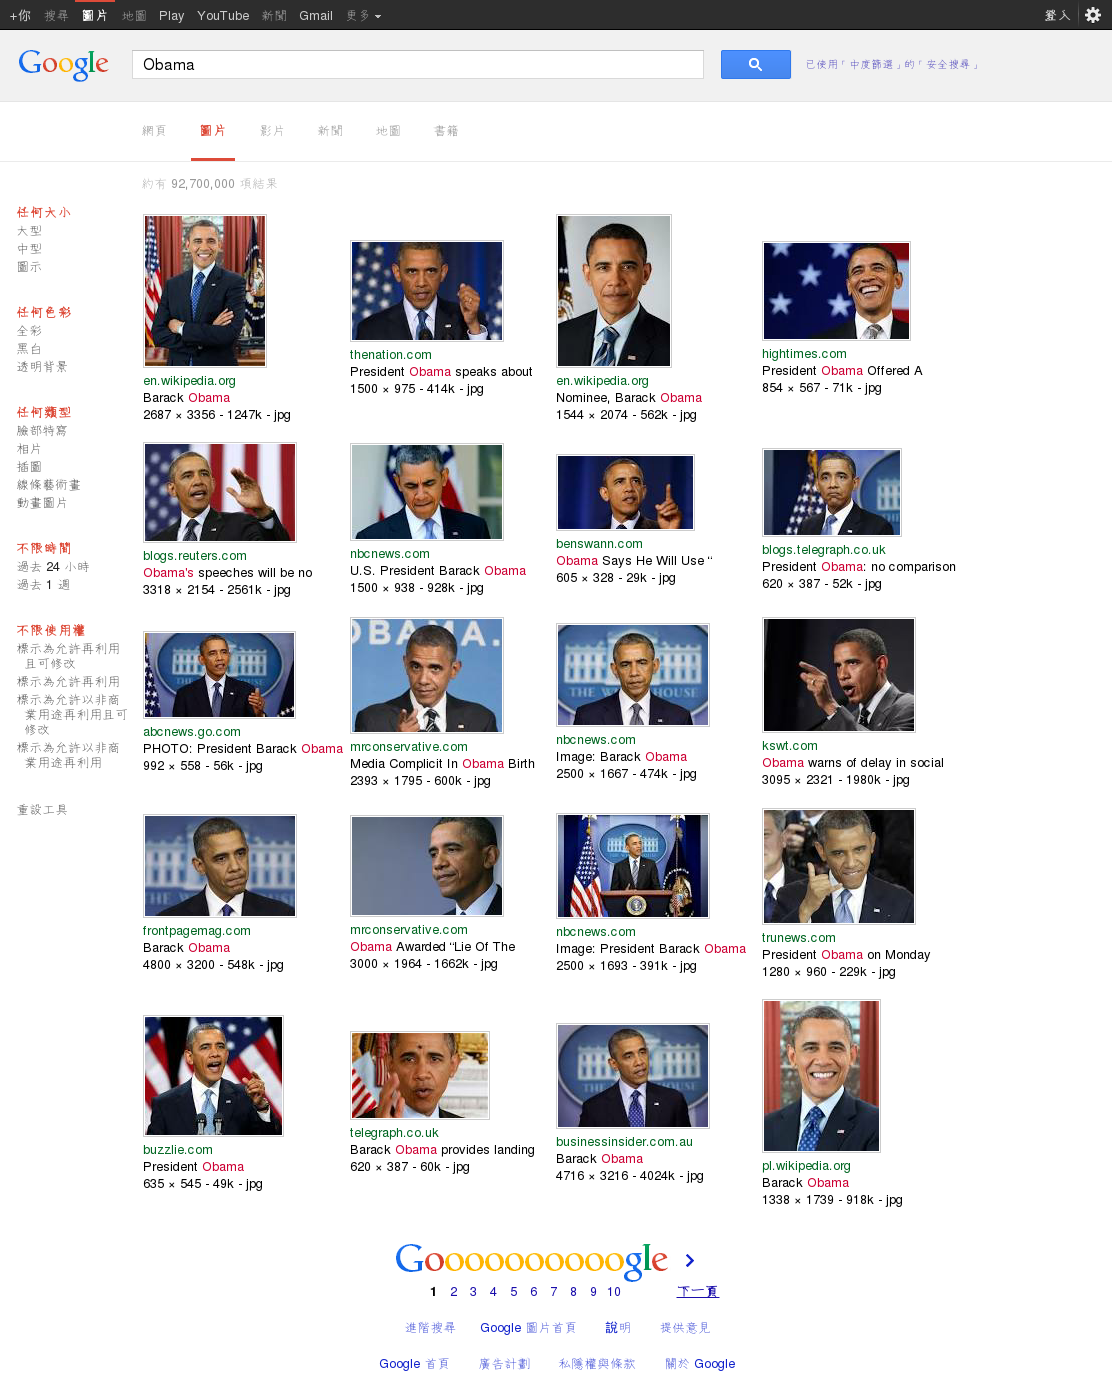 +你 搜尋 圖片 地圖 Play YouTube 新聞 Gmail 更多 登入
Google Obama 已使用「中度篩選」的「安全搜尋」
網頁 圖片 影片 新聞 地圖 書籍
約有 92,700,000 項結果
任何大小
大型
中型
圖示
任何色彩
全彩
黑白
透明背景
任何類型
臉部特寫
相片
插圖
線條藝術畫
動畫圖片
不限時間
過去 24 小時
過去 1 週
不限使用權
標示為允許再利用
且可修改
標示為允許再利用
標示為允許以非商
業用途再利用且可
修改
標示為允許以非商
業用途再利用
重設工具
en.wikipedia.org
Barack Obama
2687 × 3356 - 1247k - jpg
thenation.com
President Obama speaks about
1500 × 975 - 414k - jpg
en.wikipedia.org
Nominee, Barack Obama
1544 × 2074 - 562k - jpg
hightimes.com
President Obama Offered A
854 × 567 - 71k - jpg
blogs.reuters.com
Obama's speeches will be no
3318 × 2154 - 2561k - jpg
nbcnews.com
U.S. President Barack Obama
1500 × 938 - 928k - jpg
benswann.com
Obama Says He Will Use “
605 × 328 - 29k - jpg
blogs.telegraph.co.uk
President Obama: no comparison
620 × 387 - 52k - jpg
abcnews.go.com
PHOTO: President Barack Obama
992 × 558 - 56k - jpg
OBAMA.
mrconservative.com
Media Complicit In Obama Birth
2393 × 1795 - 600k - jpg
nbcnews.com
Image: Barack Obama
2500 × 1667 - 474k - jpg
kswt.com
Obama warns of delay in social
3095 × 2321 - 1980k - jpg
frontpagemag.com
Barack Obama
4800 × 3200 - 548k - jpg
mrconservative.com
Obama Awarded “Lie Of The
3000 × 1964 - 1662k - jpg
nbcnews.com
Image: President Barack Obama
2500 × 1693 - 391k - jpg
trunews.com
President Obama on Monday
1280 × 960 - 229k - jpg
buzzlie.com
President Obama
635 × 545 - 49k - jpg
telegraph.co.uk
Barack Obama provides landing
620 × 387 - 60k - jpg
businessinsider.com.au
Barack Obama
4716 × 3216 - 4024k - jpg
pl.wikipedia.org
Barack Obama
1338 × 1739 - 918k - jpg
Goooooooooogle
1 2 3 4 5 6 7 8 9 10 下一頁
進階搜尋 Google 圖片首頁 說明 提供意見
Google 首頁 廣告計劃 私隱權與條款 關於 Google